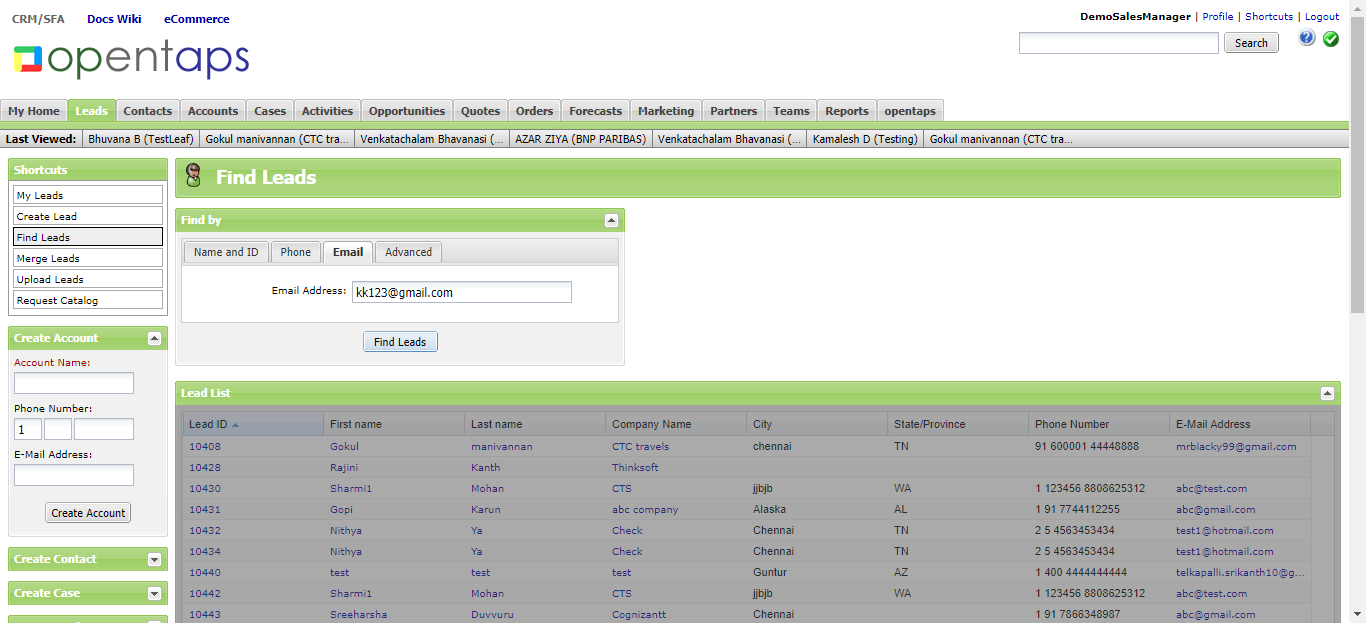 CRM/SFA Docs Wiki eCommerce
DemoSalesManager | Profile | Shortcuts | Logout
opentaps
Search
My Home Leads Contacts Accounts Cases Activities Opportunities Quotes Orders Forecasts Marketing Partners Teams Reports opentaps
Last Viewed: Bhuvana B (TestLeaf) Gokul manivannan (CTC tra... Venkatachalam Bhavanasi (... AZAR ZIYA (BNP PARIBAS) Venkatachalam Bhavanasi (... Kamalesh D (Testing) Gokul manivannan (CTC tra...
Shortcuts
My Leads
Create Lead
Find Leads
Merge Leads
Upload Leads
Request Catalog
Create Account
Account Name:
Phone Number:
1
E-Mail Address:
Create Account
Create Contact
Create Case
Find Leads
Find by
Name and ID Phone Email Advanced
Email Address: kk123@gmail.com
Find Leads
Lead List
Lead ID First name Last name Company Name City State/Province Phone Number E-Mail Address
10408 Gokul manivannan CTC travels chennai TN 91 600001 44448888 mrblacky99@gmail.com
10428 Rajini Kanth Thinksoft
10430 Sharmi1 Mohan CTS jjbjb WA 1 123456 8808625312 abc@test.com
10431 Gopi Karun abc company Alaska AL 1 91 7744112255 abc@gmail.com
10432 Nithya Ya Check Chennai TN 2 5 4563453434 test1@hotmail.com
10434 Nithya Ya Check Chennai TN 2 5 4563453434 test1@hotmail.com
10440 test test test Guntur AZ 1 400 4444444444 telkapalli.srikanth10@g...
10442 Sharmi1 Mohan CTS jjbjb WA 1 123456 8808625312 abc@test.com
10443 Sreeharsha Duvvuru Cognizantt Chennai 1 91 7866348987 abc@gmail.com